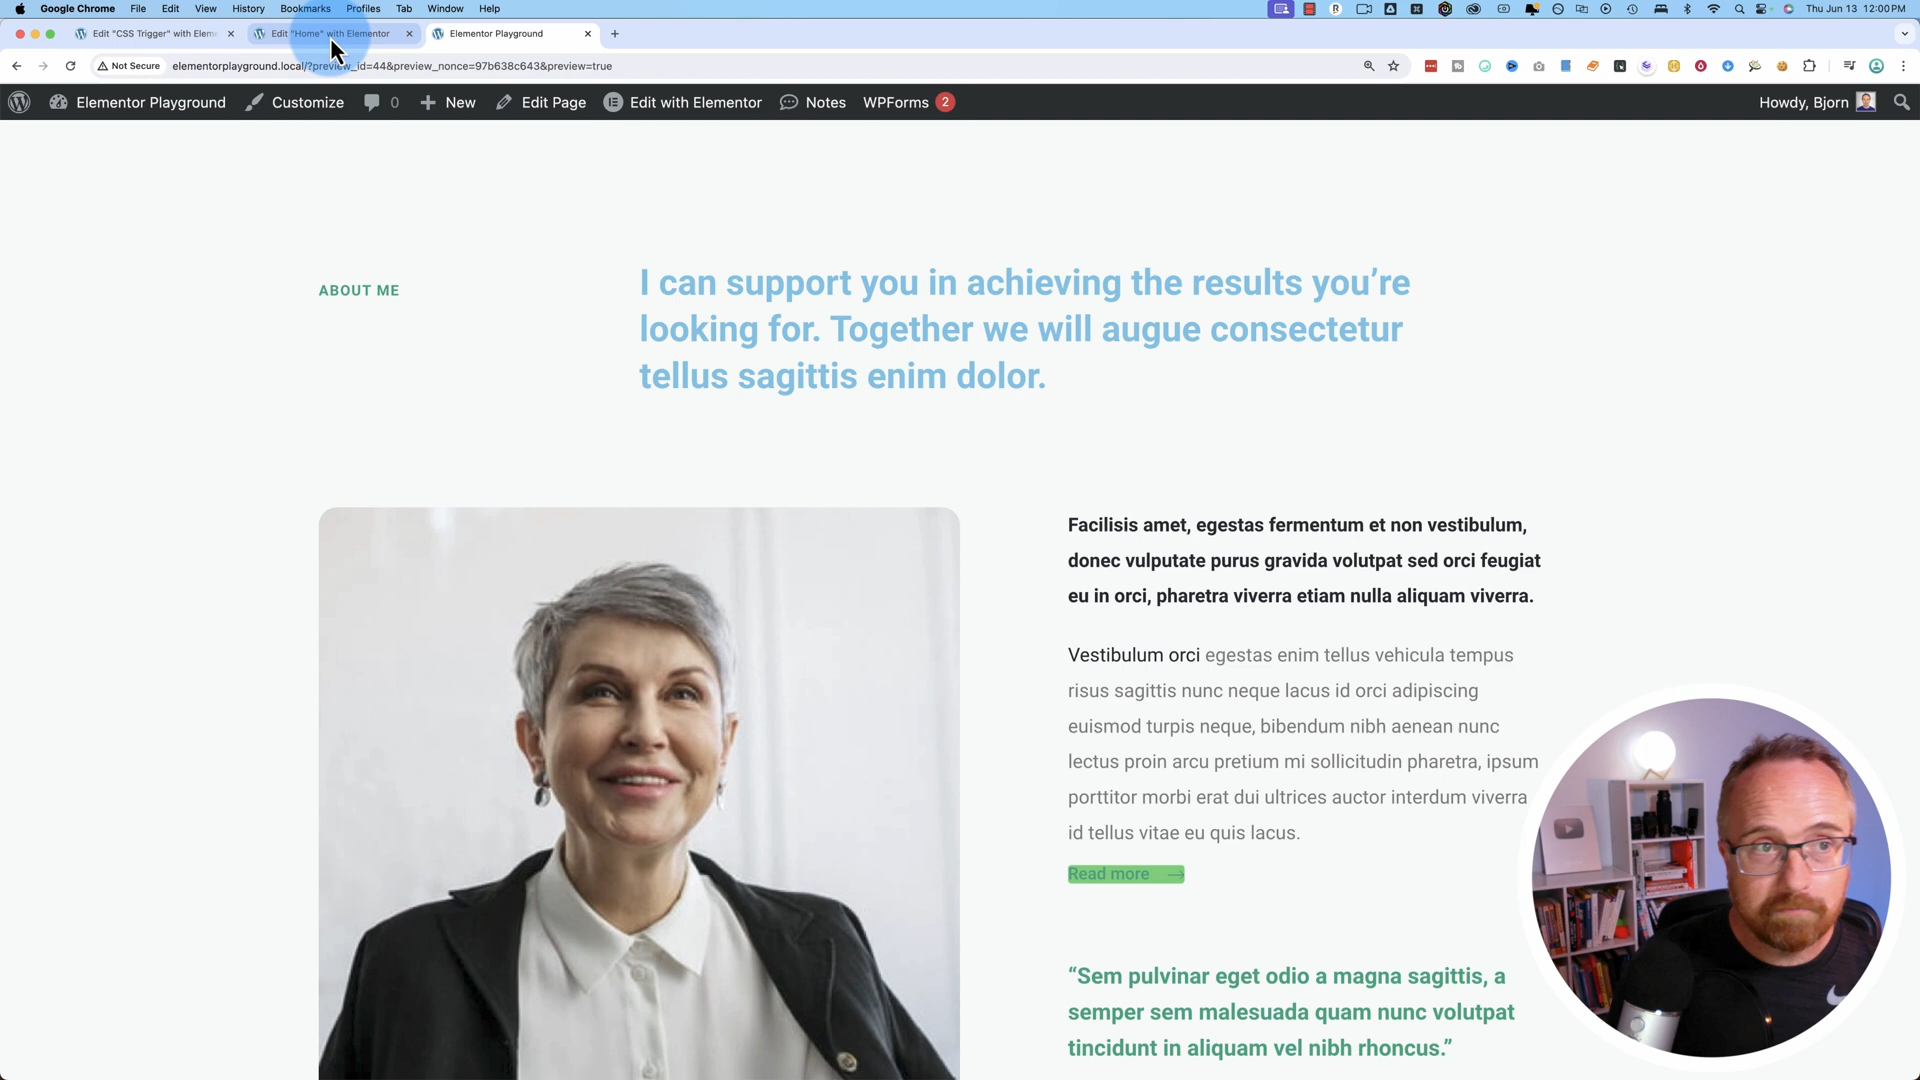 Google Chrome File Edit View History Bookmarks Profiles Tab Window Help Thu Jun 13 12:00 PM
Edit "CSS Trigger" with Elem Edit "Home" with Elementor Elementor Playground
Not Secure elementorplayground.local/?preview_id=44&preview_nonce=97b638c643&preview=true
Elementor Playground Customize 0 New Edit Page Edit with Elementor Notes WPForms 2 Howdy, Bjorn
ABOUT ME
I can support you in achieving the results you’re
looking for. Together we will augue consectetur
tellus sagittis enim dolor.
Facilisis amet, egestas fermentum et non vestibulum,
donec vulputate purus gravida volutpat sed orci feugiat
eu in orci, pharetra viverra etiam nulla aliquam viverra.
Vestibulum orci egestas enim tellus vehicula tempus
risus sagittis nunc neque lacus id orci adipiscing
euismod turpis neque, bibendum nibh aenean nunc
lectus proin arcu pretium mi sollicitudin pharetra, ipsum
porttitor morbi erat dui ultrices auctor interdum viverra
id tellus vitae eu quis lacus.
Read more
“Sem pulvinar eget odio a magna sagittis, a
semper sem malesuada quam nunc volutpat
tincidunt in aliquam vel nibh rhoncus.”